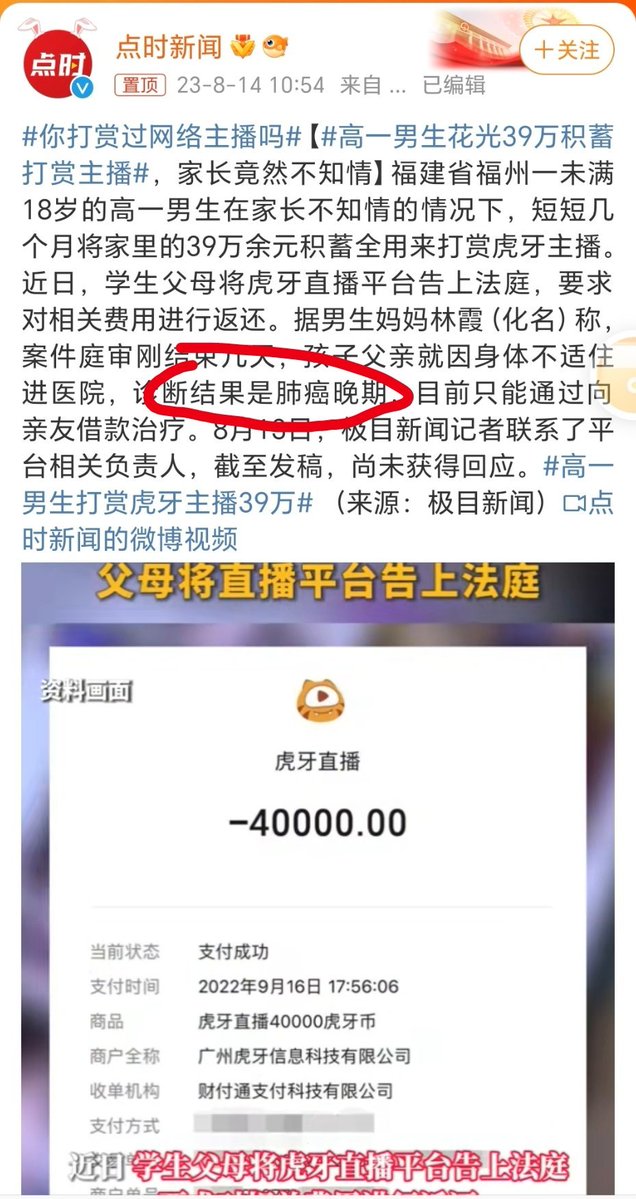 点时
点时新闻
+关注
置顶 23-8-14 10:54 来自 ... 已编辑
#你打赏过网络主播吗#【#高一男生花光39万积蓄
打赏主播#，家长竟然不知情】福建省福州一未满
18岁的高一男生在家长不知情的情况下，短短几
个月将家里的39万余元积蓄全用来打赏虎牙主播。
近日，学生父母将虎牙直播平台告上法庭，要求
对相关费用进行返还。据男生妈妈林霞（化名）称，
案件庭审刚结束几天，孩子父亲就因身体不适住
进医院，诊断结果是肺癌晚期，目前只能通过向
亲友借款治疗。8月13日，极目新闻记者联系了平
台相关负责人，截至发稿，尚未获得回应。#高一
男生打赏虎牙主播39万#（来源：极目新闻）点
时新闻的微博视频
父母将直播平台告上法庭
资料画面
虎牙直播
-40000.00
当前状态 支付成功
支付时间 2022年9月16日 17:56:06
商品 虎牙直播40000虎牙币
商户全称 广州虎牙信息科技有限公司
收单机构 财付通支付科技有限公司
支付方式
近日 学生父母将虎牙直播平台告上法庭